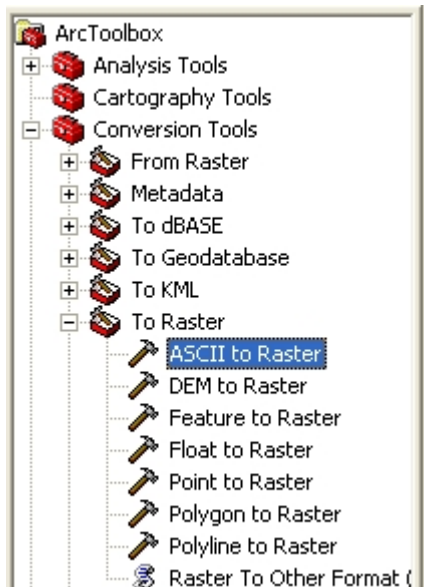 ArcToolbox
Analysis Tools
Cartography Tools
Conversion Tools
From Raster
Metadata
To dBASE
To Geodatabase
To KML
To Raster
ASCII to Raster
DEM to Raster
Feature to Raster
Float to Raster
Point to Raster
Polygon to Raster
Polyline to Raster
Raster To Other Format (